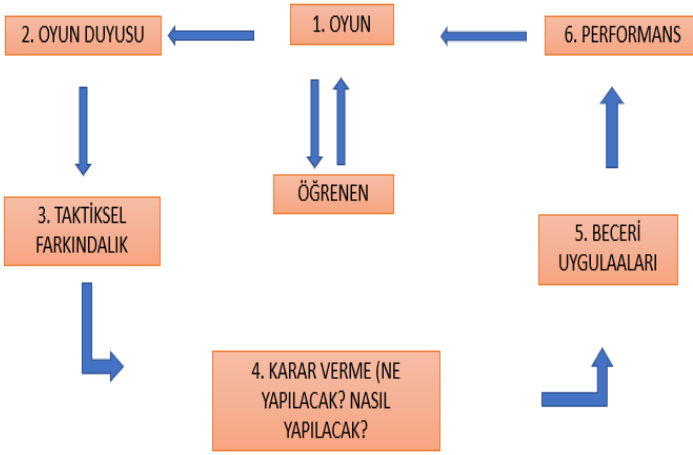 1. OYUN
2. OYUN DUYUSU
3. TAKTİKSEL
FARKINDALIK
4. KARAR VERME (NE
YAPILACAK? NASIL
YAPILACAK?
5. BECERİ
UYGULAALARI
6. PERFORMANS
ÖĞRENEN